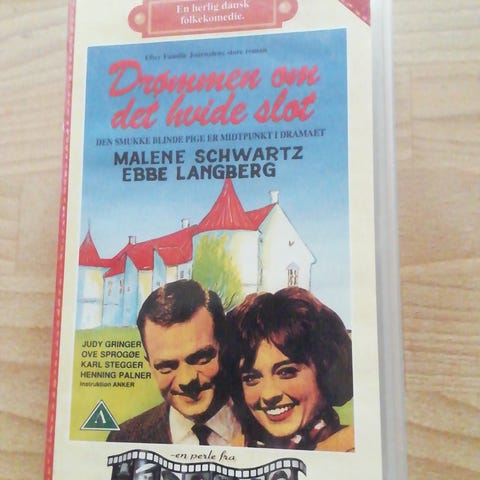 En herlig dansk
folkekomedie.
Efter Familie Journalens store roman
Drømmen om
det hvide slot
DEN SMUKKE BLINDE PIGE ER MIDTPUNKT I DRAMAET
MALENE SCHWARTZ
EBBE LANGBERG
JUDY GRINGER
OVE SPROGØE
KARL STEGGER
HENNING PALNER
Instruktion ANKER
A
-en perle fra